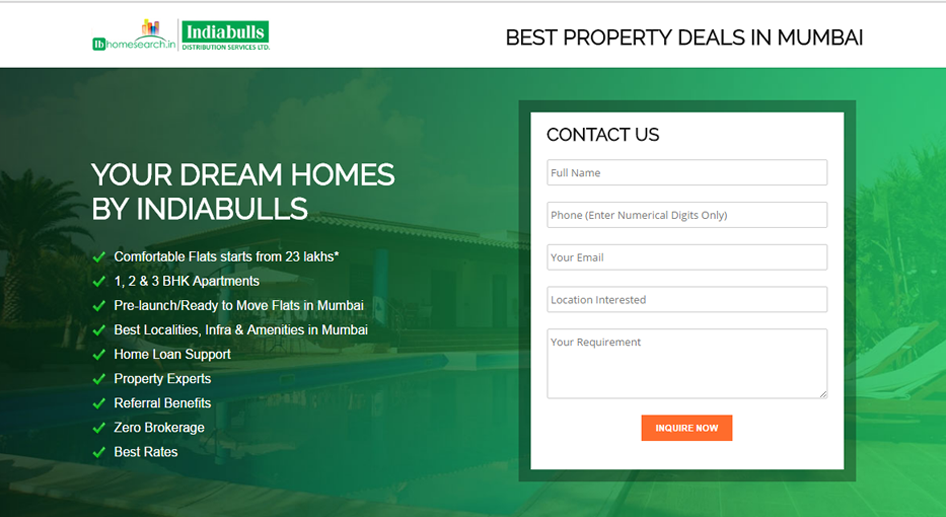 Ib homesearch.in
Indiabulls
DISTRIBUTION SERVICES LTD.
BEST PROPERTY DEALS IN MUMBAI
YOUR DREAM HOMES
BY INDIABULLS
Comfortable Flats starts from 23 lakhs*
1, 2 & 3 BHK Apartments
Pre-launch/Ready to Move Flats in Mumbai
Best Localities, Infra & Amenities in Mumbai
Home Loan Support
Property Experts
Referral Benefits
Zero Brokerage
Best Rates
CONTACT US
Full Name
Phone (Enter Numerical Digits Only)
Your Email
Location Interested
Your Requirement
INQUIRE NOW